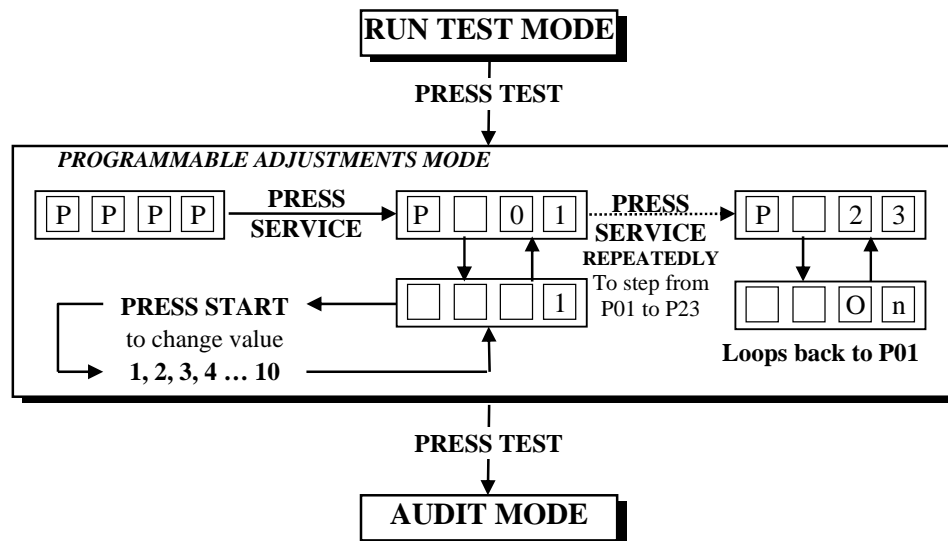 RUN TEST MODE
PRESS TEST
PROGRAMMABLE ADJUSTMENTS MODE
P P P P
PRESS
SERVICE
P 0 1
PRESS
SERVICE
REPEATEDLY
To step from
P01 to P23
P 2 3
1
O n
PRESS START
to change value
1, 2, 3, 4 … 10
Loops back to P01
PRESS TEST
AUDIT MODE